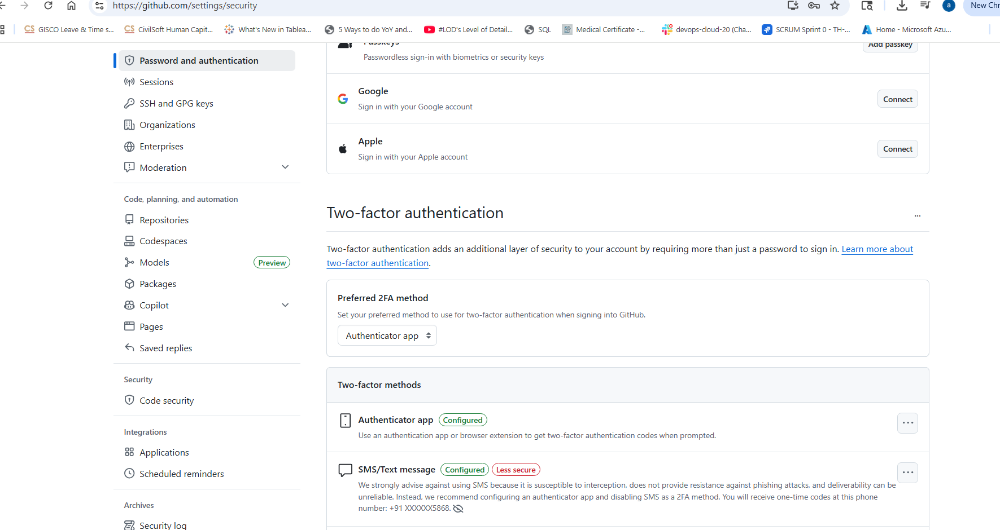 https://github.com/settings/security
New Chr
GISCO Leave & Time s...
CivilSoft Human Capit...
What's New in Tablea...
5 Ways to do YoY and...
#LOD's Level of Detail...
SQL
Medical Certificate -...
devops-cloud-20 (Cha...
SCRUM Sprint 0 - TH-...
Home - Microsoft Azu...
Password and authentication
Sessions
SSH and GPG keys
Organizations
Enterprises
Moderation
Code, planning, and automation
Repositories
Codespaces
Models
Preview
Packages
Copilot
Pages
Saved replies
Security
Code security
Integrations
Applications
Scheduled reminders
Archives
Security log
Passkeys
Add passkey
Passwordless sign-in with biometrics or security keys
Google
Sign in with your Google account
Connect
Apple
Sign in with your Apple account
Connect
Two-factor authentication
...
Two-factor authentication adds an additional layer of security to your account by requiring more than just a password to sign in. Learn more about
two-factor authentication.
Preferred 2FA method
Set your preferred method to use for two-factor authentication when signing into GitHub.
Authenticator app
Two-factor methods
Authenticator app Configured
Use an authentication app or browser extension to get two-factor authentication codes when prompted.
SMS/Text message Configured Less secure
We strongly advise against using SMS because it is susceptible to interception, does not provide resistance against phishing attacks, and deliverability can be
unreliable. Instead, we recommend configuring an authenticator app and disabling SMS as a 2FA method. You will receive one-time codes at this phone
number: +91 XXXXXX5868.